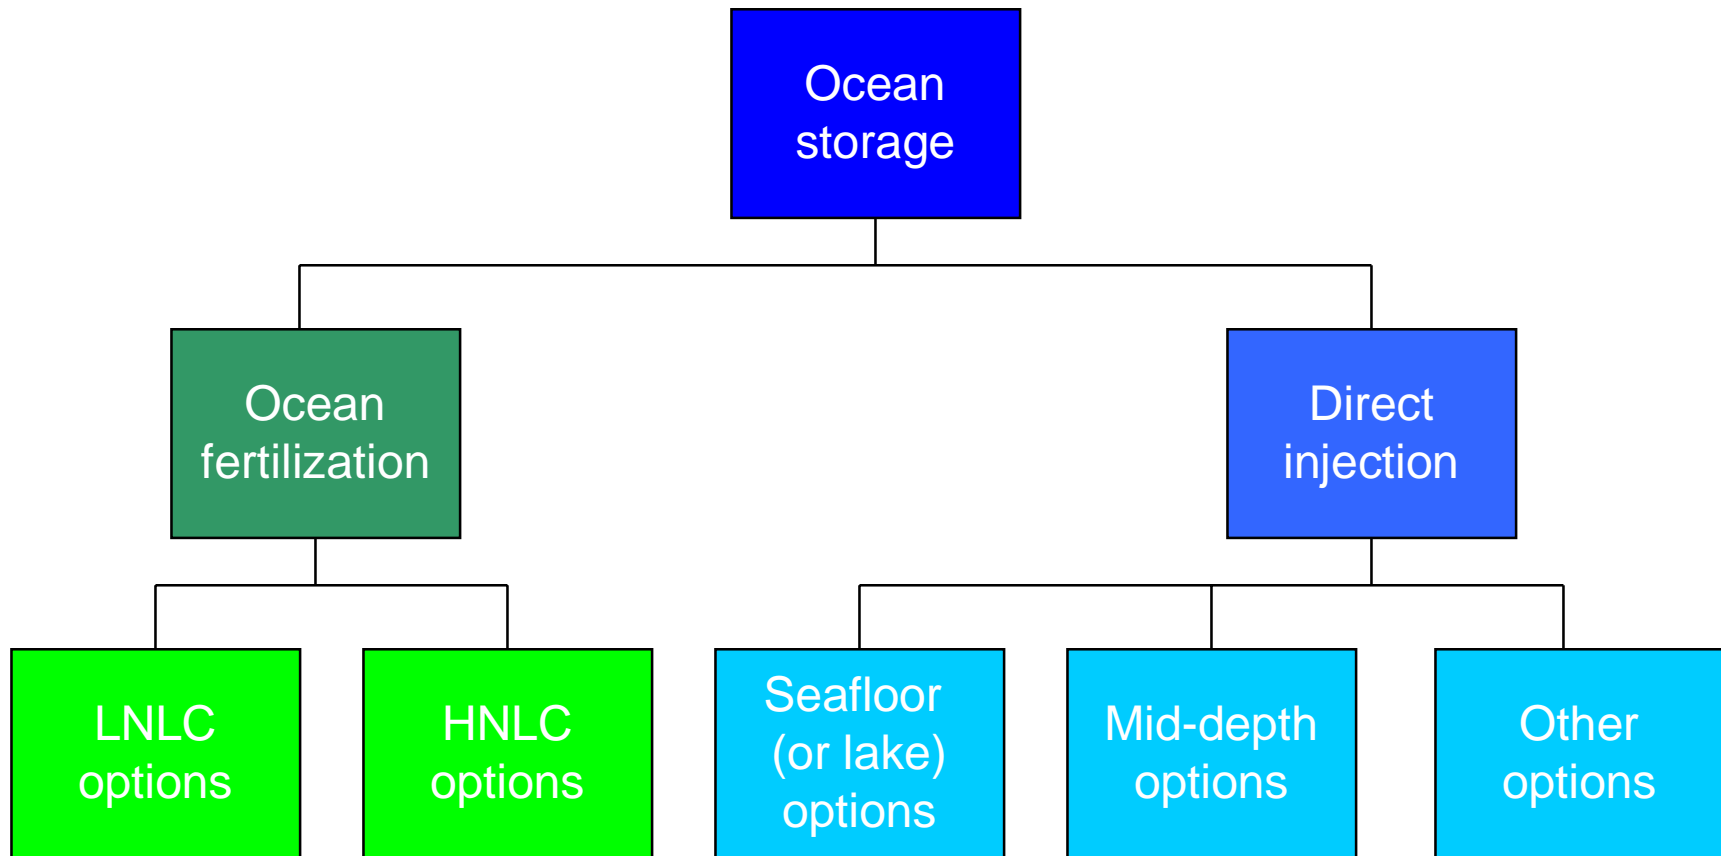 Ocean
storage
Ocean
fertilization
Direct
injection
LNLC
options
HNLC
options
Seafloor
(or lake)
options
Mid-depth
options
Other
options